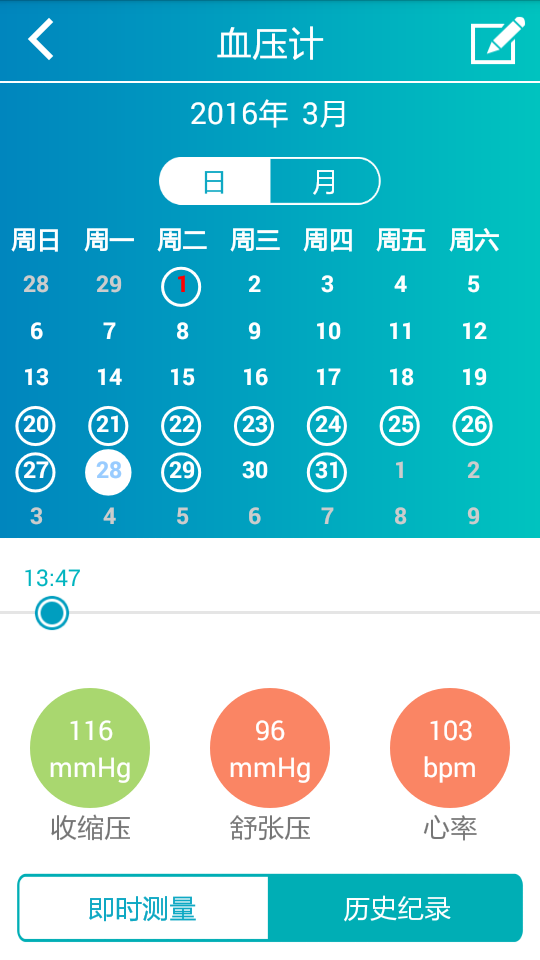 血压计
2016年 3月
日 月
周日 周一 周二 周三 周四 周五 周六
28 29 1 2 3 4 5
6 7 8 9 10 11 12
13 14 15 16 17 18 19
20 21 22 23 24 25 26
27 28 29 30 31 1 2
3 4 5 6 7 8 9
13:47
116 96 103
mmHg mmHg bpm
收缩压 舒张压 心率
即时测量 历史纪录